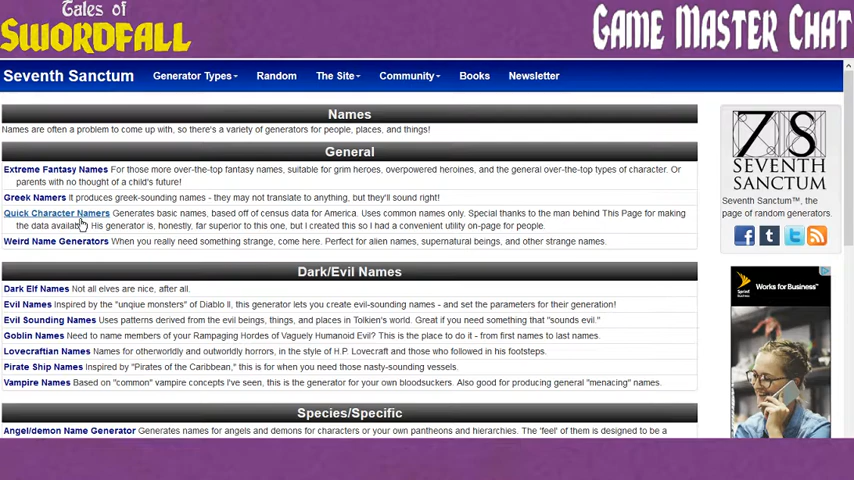 Tales of
SWORDFALL
GAME MASTER CHAT
Seventh Sanctum Generator Types Random The Site Community Books Newsletter
Names
Names are often a problem to come up with, so there's a variety of generators for people, places, and things!
General
Extreme Fantasy Names For those more over-the-top fantasy names, suitable for grim heroes, overpowered heroines, and the general over-the-top types of character. Or
parents with no thought of a child's future!
Greek Namers It produces greek-sounding names - they may not translate to anything, but they'll sound right!
Quick Character Namers Generates basic names, based off of census data for America. Uses common names only. Special thanks to the man behind This Page for making
the data available! His generator is, honestly, far superior to this one, but I created this so I had a convenient utility on-page for people.
Weird Name Generators When you really need something strange, come here. Perfect for alien names, supernatural beings, and other strange names.
Dark/Evil Names
Dark Elf Names Not all elves are nice, after all.
Evil Names Inspired by the "unqiue monsters" of Diablo II, this generator lets you create evil-sounding names - and set the parameters for their generation!
Evil Sounding Names Uses patterns derived from the evil beings, things, and places in Tolkien's world. Great if you need something that "sounds evil."
Goblin Names Need to name members of your Rampaging Hordes of Vaguely Humanoid Evil? This is the place to do it - from first names to last names.
Lovecraftian Names Names for otherworldly and outworldly horrors, in the style of H.P. Lovecraft and those who followed in his footsteps.
Pirate Ship Names Inspired by "Pirates of the Caribbean," this is for when you need those nasty-sounding vessels.
Vampire Names Based on "common" vampire concepts I've seen, this is the generator for your own bloodsuckers. Also good for producing general "menacing" names.
Species/Specific
Angel/demon Name Generator Generates names for angels and demons for characters or your own pantheons and hierarchies. The 'feel' of them is designed to be a
7S
SEVENTH
SANCTUM
Seventh Sanctum™, the
page of random generators.
Sprint
Business
Works for Business™